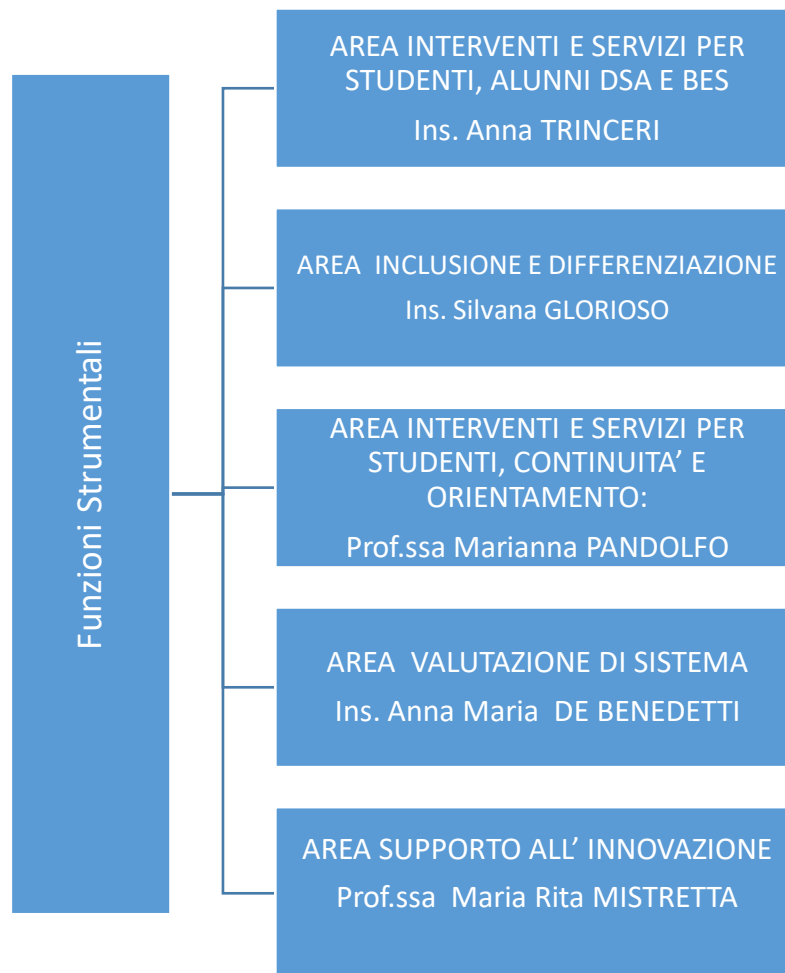 Funzioni Strumentali
AREA INTERVENTI E SERVIZI PER
STUDENTI, ALUNNI DSA E BES
Ins. Anna TRINCERI
AREA  INCLUSIONE E DIFFERENZIAZIONE
Ins. Silvana GLORIOSO
AREA INTERVENTI E SERVIZI PER
STUDENTI, CONTINUITA’ E
ORIENTAMENTO:
Prof.ssa Marianna PANDOLFO
AREA  VALUTAZIONE DI SISTEMA
Ins. Anna Maria  DE BENEDETTI
AREA SUPPORTO ALL’ INNOVAZIONE
Prof.ssa  Maria Rita MISTRETTA